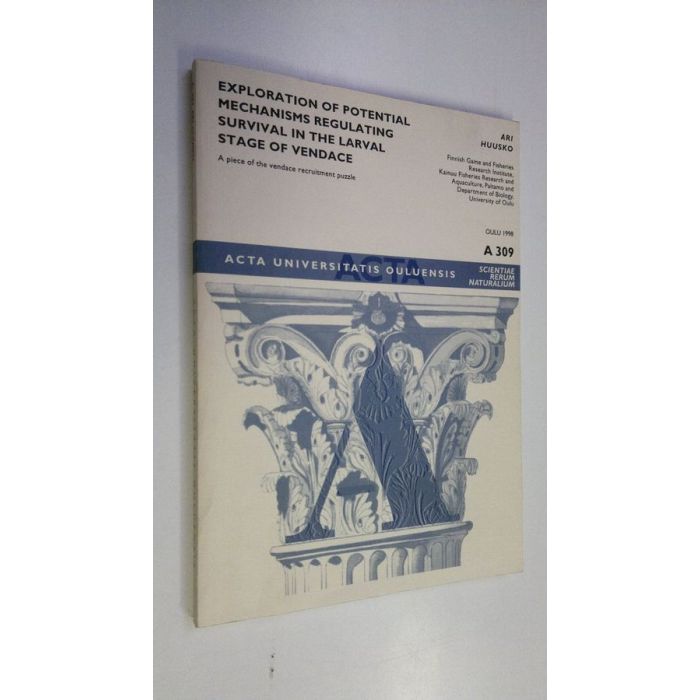 EXPLORATION OF POTENTIAL
MECHANISMS REGULATING
SURVIVAL IN THE LARVAL
STAGE OF VENDACE
A piece of the vendace recruitment puzzle
ARI
HUUSKO
Finnish Game and Fisheries
Research Institute,
Kainuu Fisheries Research and
Aquaculture, Paltamo and
Department of Biology,
University of Oulu
OULU 1998
A 309
ACTA
ACTA UNIVERSITATIS OULUENSIS
SCIENTIAE
RERUM
NATURALIUM